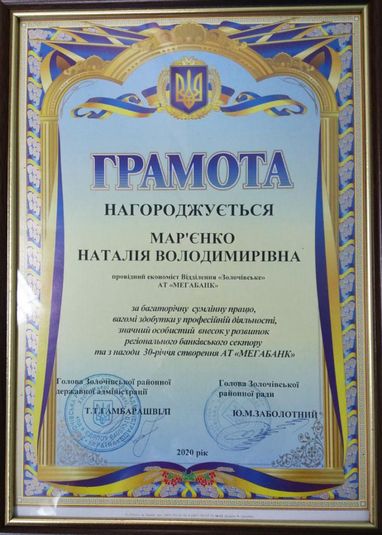 ГРАМОТА
НАГОРОДЖУЄТЬСЯ
МАР'ЄНКО
НАТАЛІЯ ВОЛОДИМИРІВНА
провідний економіст Відділення «Золочівське»
АТ «МЕГАБАНК»
за багаторічну сумлінну працю,
вагомі здобутки у професійній діяльності,
значний особистий внесок у розвиток
регіонального банківського сектору
та з нагоди 30-річчя створення АТ «МЕГАБАНК»
Голова Золочівської районної
державної адміністрації
Т.Т.ГАМБАРАШВІЛІ
Голова Золочівської
районної ради
Ю.М.ЗАБОЛОТНИЙ
2020 рік